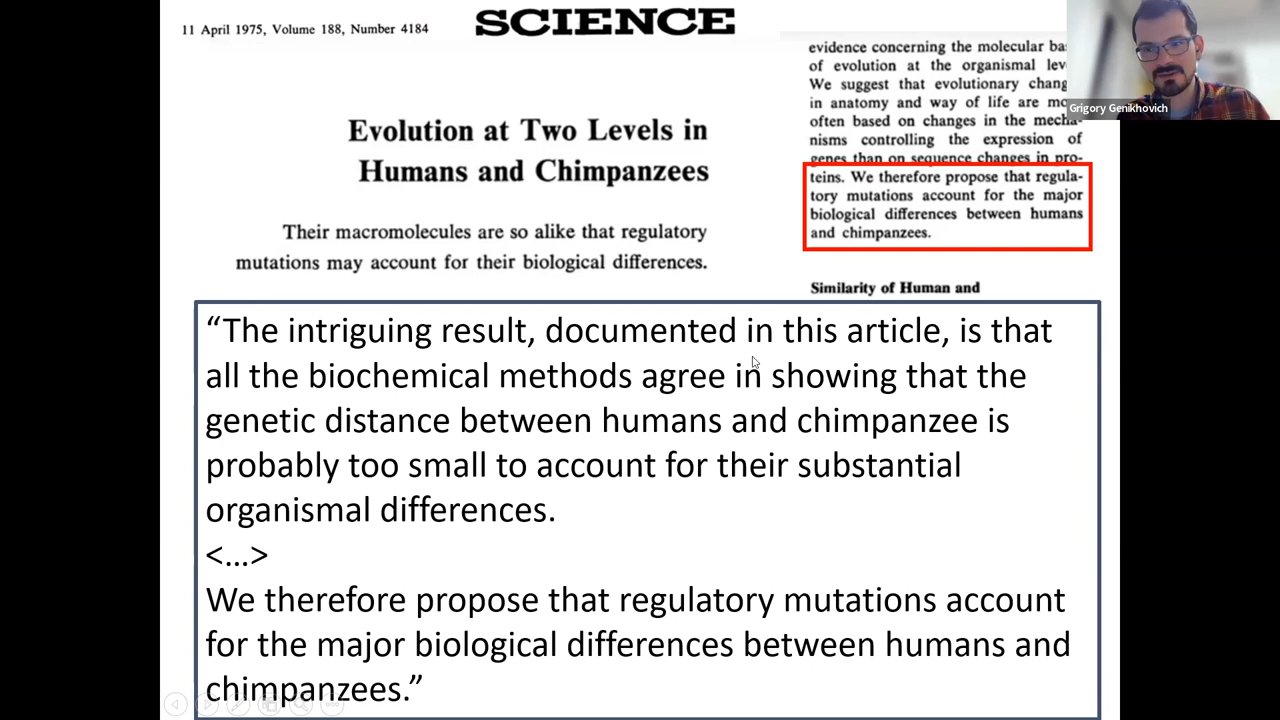 11 April 1975, Volume 188, Number 4184
SCIENCE
Evolution at Two Levels in
Humans and Chimpanzees
Their macromolecules are so alike that regulatory
mutations may account for their biological differences.
evidence concerning the molecular ba
of evolution at the organismal lev
We suggest that evolutionary chang
in anatomy and way of life are mo
often based on changes in the mecha-
nisms controlling the expression of
genes than on sequence changes in pro-
teins. We therefore propose that regula-
tory mutations account for the major
biological differences between humans
and chimpanzees.
Similarity of Human and
Grigory Genikhovich
“The intriguing result, documented in this article, is that
all the biochemical methods agree in showing that the
genetic distance between humans and chimpanzee is
probably too small to account for their substantial
organismal differences.
<...>
We therefore propose that regulatory mutations account
for the major biological differences between humans and
chimpanzees.”